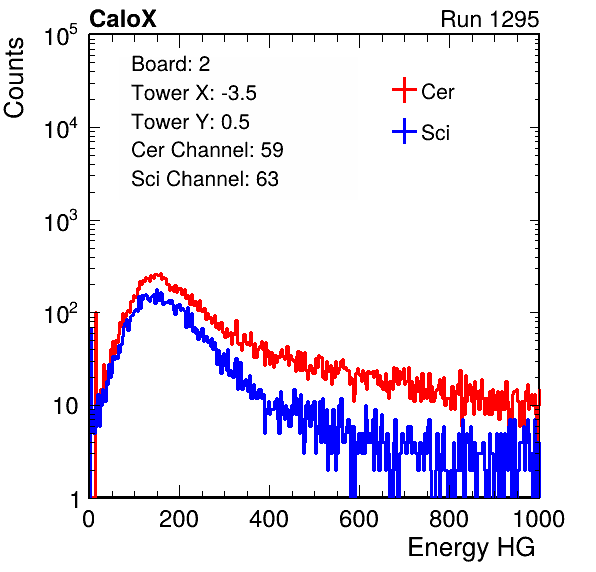 CaloX Run 1295
Counts
Board: 2
Tower X: -3.5
Tower Y: 0.5
Cer Channel: 59
Sci Channel: 63
Cer
Sci
10^5
10^4
10^3
10^2
10
1
0 200 400 600 800 1000
Energy HG